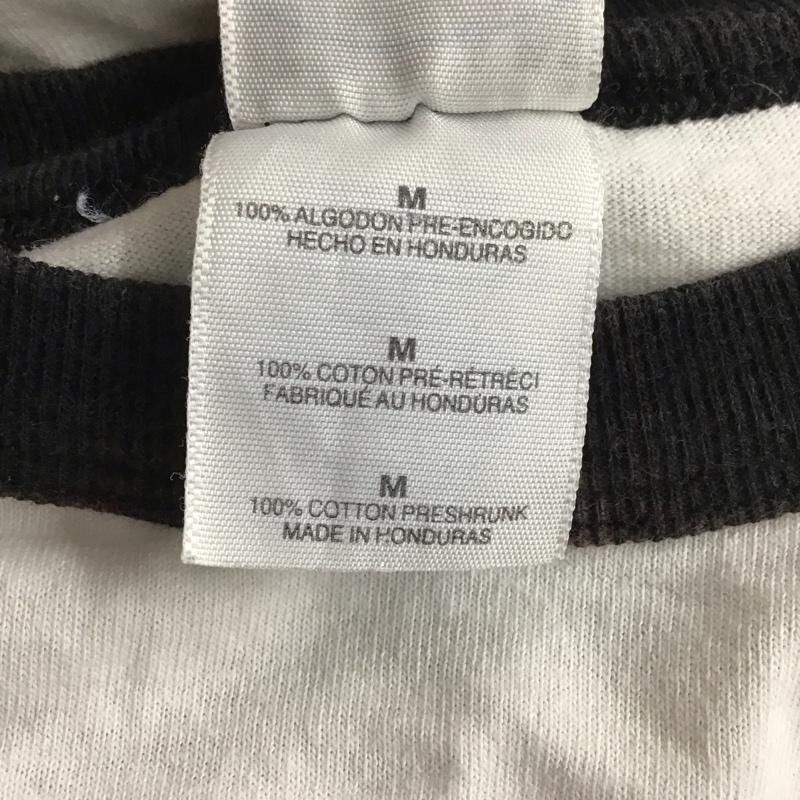 M
100% ALGODON PRE-ENCOGIDO
HECHO EN HONDURAS
M
100% COTON PRÉ-RÉTRÉCI
FABRIQUÉ AU HONDURAS
M
100% COTTON PRESHRUNK
MADE IN HONDURAS